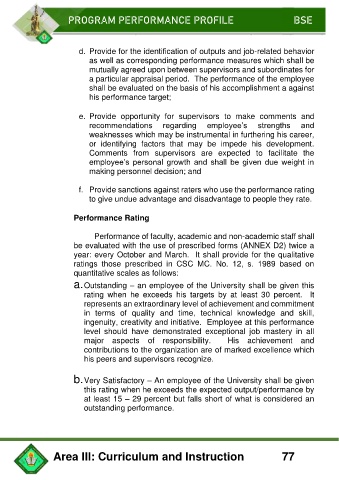 PROGRAM PERFORMANCE PROFILE BSE
d. Provide for the identification of outputs and job-related behavior
as well as corresponding performance measures which shall be
mutually agreed upon between supervisors and subordinates for
a particular appraisal period. The performance of the employee
shall be evaluated on the basis of his accomplishment a against
his performance target;
e. Provide opportunity for supervisors to make comments and
recommendations regarding employee's strengths and
weaknesses which may be instrumental in furthering his career,
or identifying factors that may be impede his development.
Comments from supervisors are expected to facilitate the
employee's personal growth and shall be given due weight in
making personnel decision; and
f. Provide sanctions against raters who use the performance rating
to give undue advantage and disadvantage to people they rate.
Performance Rating
Performance of faculty, academic and non-academic staff shall
be evaluated with the use of prescribed forms (ANNEX D2) twice a
year: every October and March. It shall provide for the qualitative
ratings those prescribed in CSC MC. No. 12, s. 1989 based on
quantitative scales as follows:
a. Outstanding – an employee of the University shall be given this
rating when he exceeds his targets by at least 30 percent. It
represents an extraordinary level of achievement and commitment
in terms of quality and time, technical knowledge and skill,
ingenuity, creativity and initiative. Employee at this performance
level should have demonstrated exceptional job mastery in all
major aspects of responsibility. His achievement and
contributions to the organization are of marked excellence which
his peers and supervisors recognize.
b. Very Satisfactory – An employee of the University shall be given
this rating when he exceeds the expected output/performance by
at least 15 – 29 percent but falls short of what is considered an
outstanding performance.
Area III: Curriculum and Instruction 77